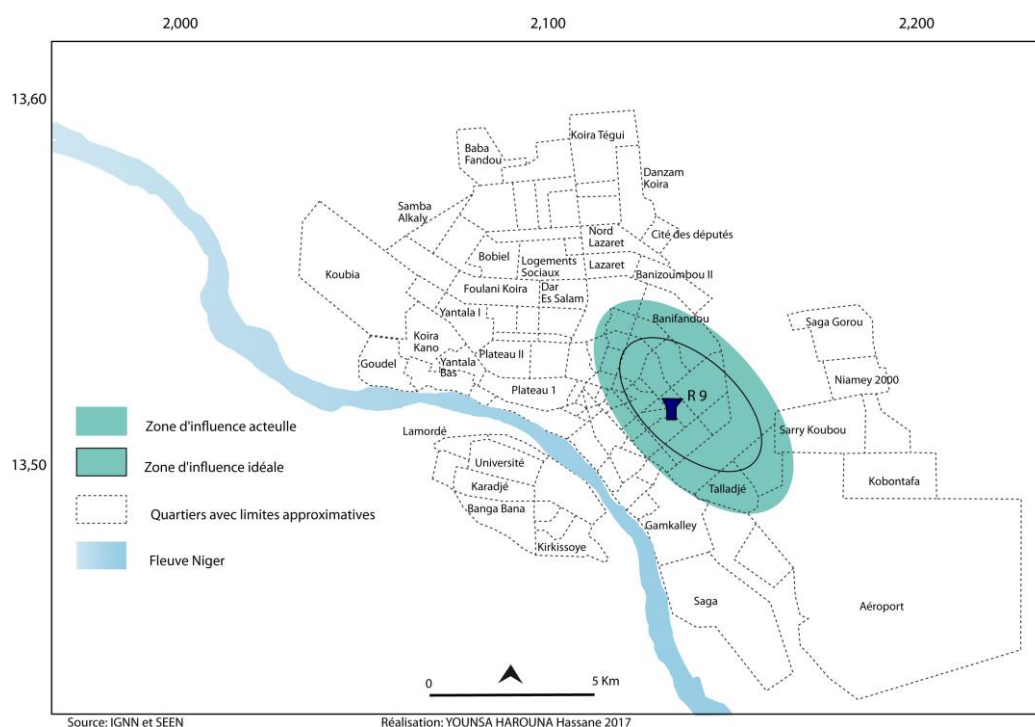 2,000
2,100
2,200
13,60
13,50
Koira Tégui
Baba
Fandou
Danzam
Koira
Samba
Alkaly
Nord
Lazaret
Cité des députés
Bobiel
Logements
Sociaux
Lazaret
Banizoumbou II
Koubia
Foulani Koira
Dar
Es Salam
Yantala I
Banifandou
Saga Gorou
Koira
Kano
Goudel
Yantala
Bas
Plateau II
Niamey 2000
Plateau 1
R 9
Sarry Koubou
Lamordé
Université
Talladjé
Kobontafa
Karadjé
Banga Bana
Gamkalley
Kirkissoye
Saga
Aéroport
Zone d'influence acteulle
Zone d'influence idéale
Quartiers avec limites approximatives
Fleuve Niger
0
5 Km
Source: IGNN et SEEN
Réalisation: YOUNSA HAROUNA Hassane 2017